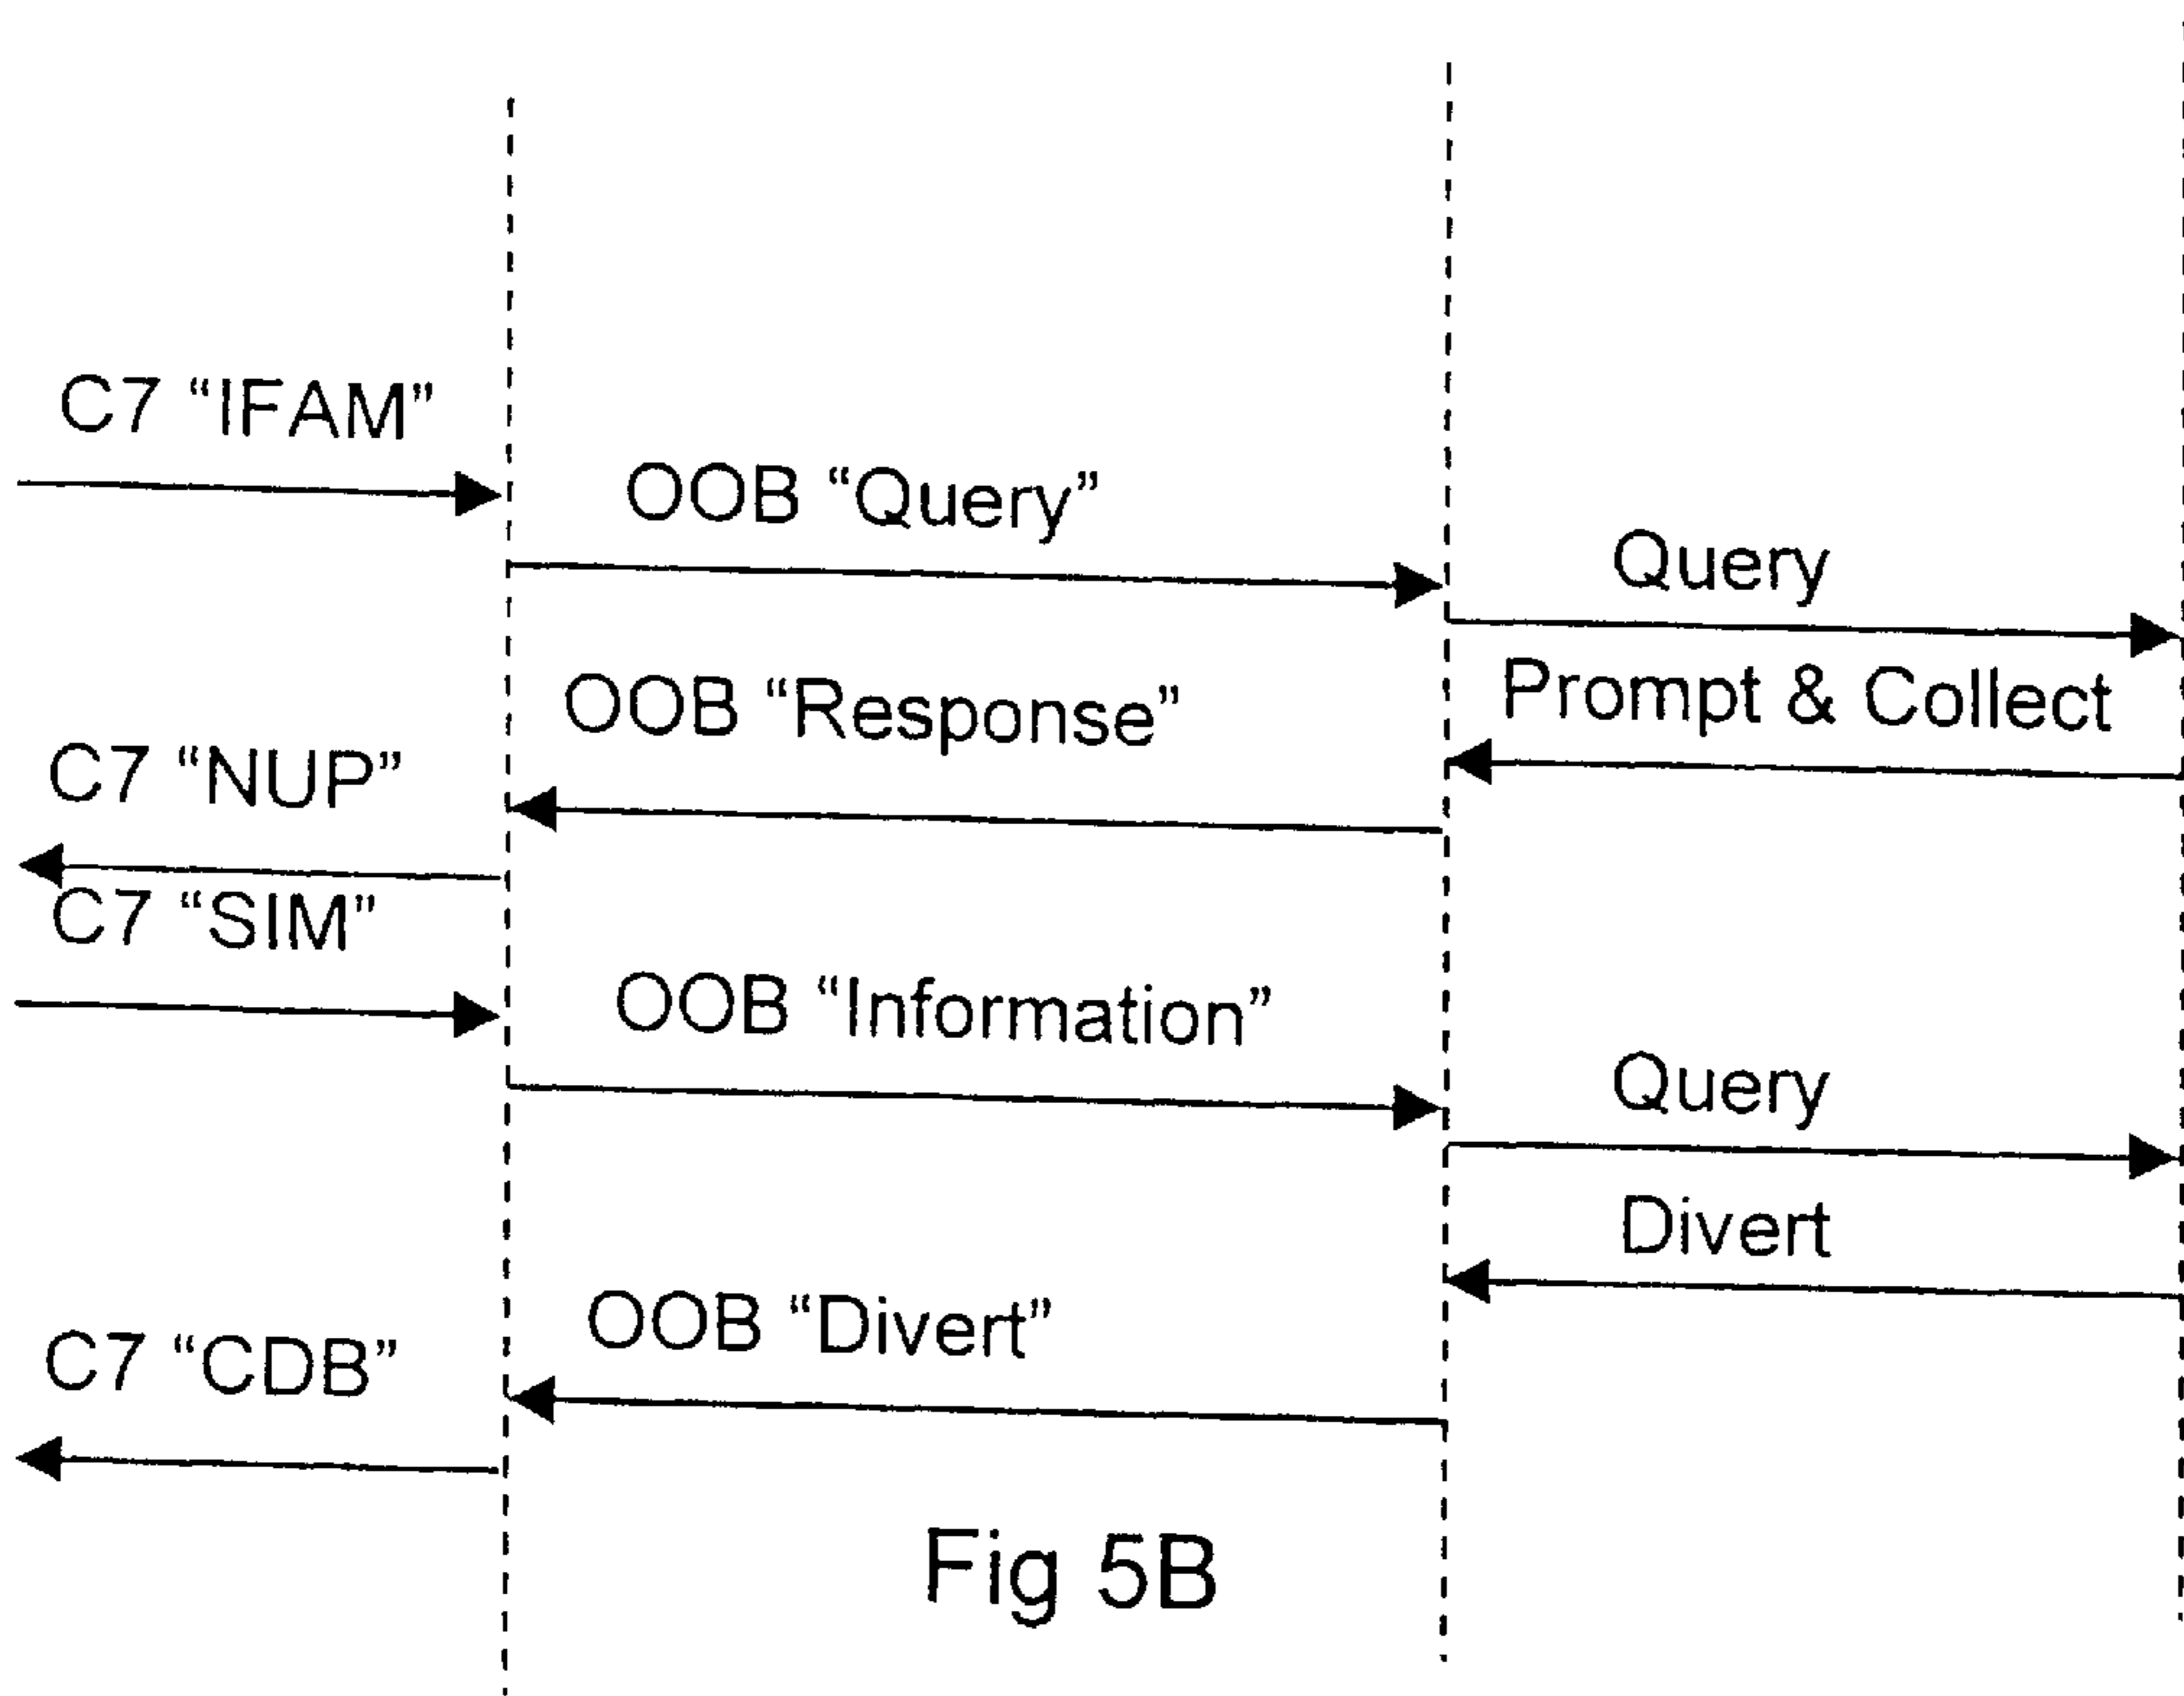 C7 “IFAM”
OOB “Query”
Query
Prompt & Collect
OOB “Response”
C7 “NUP”
C7 “SIM”
OOB “Information”
Query
Divert
OOB “Divert”
C7 “CDB”
Fig 5B